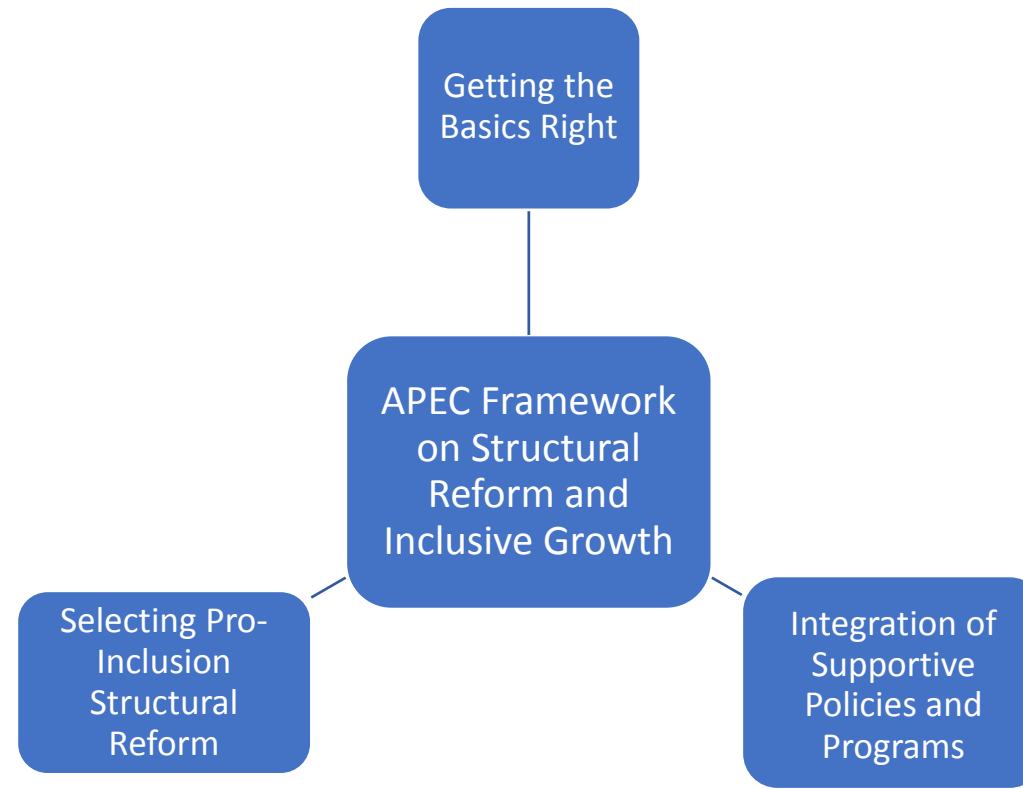 Getting the
Basics Right
APEC Framework
on Structural
Reform and
Inclusive Growth
Selecting Pro-
Inclusion
Structural
Reform
Integration of
Supportive
Policies and
Programs